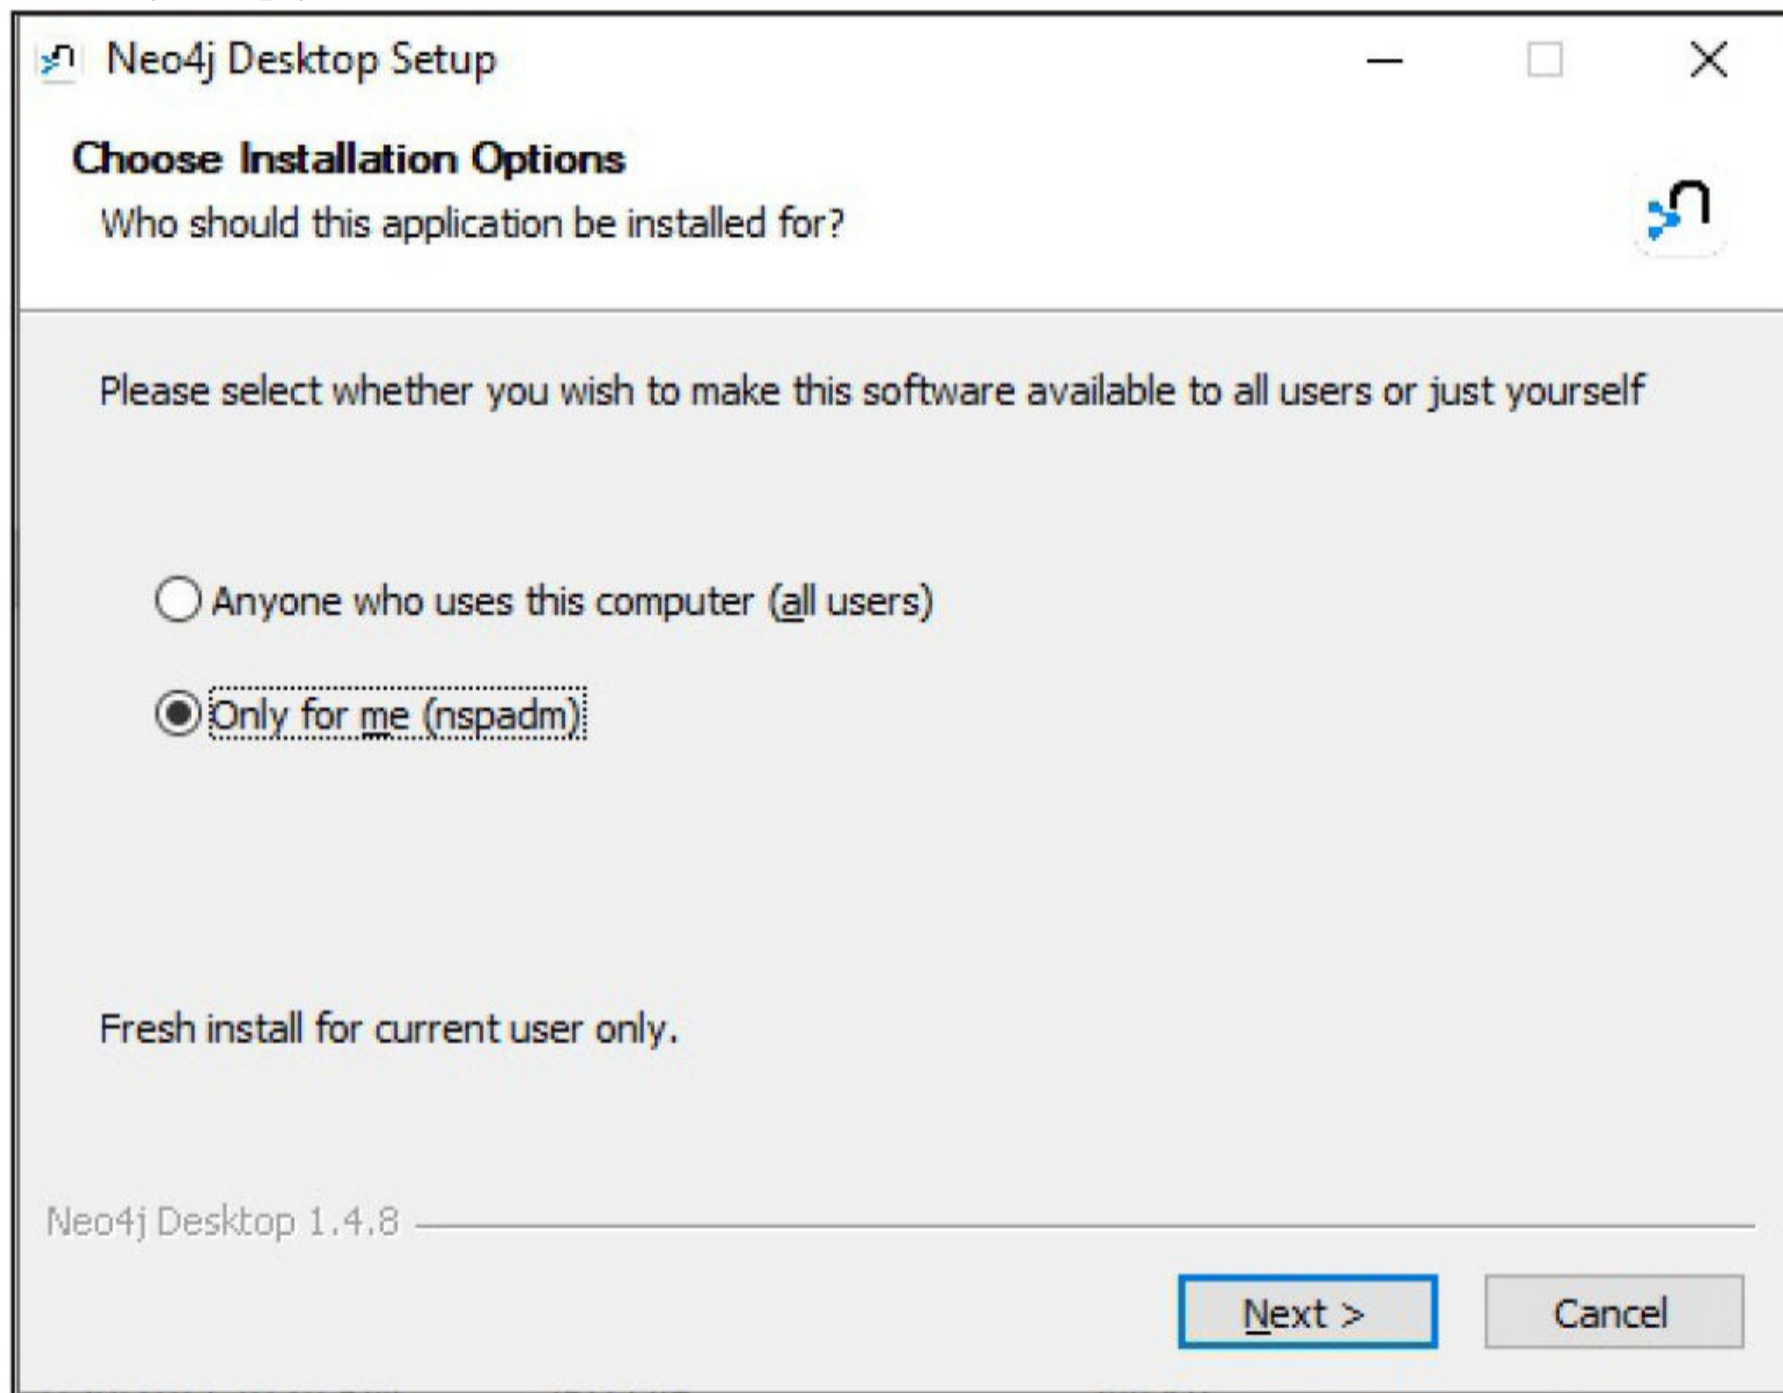 Neo4j Desktop Setup
Choose Installation Options
Who should this application be installed for?
Please select whether you wish to make this software available to all users or just yourself
Anyone who uses this computer (all users)
Only for me (nspadm)
Fresh install for current user only.
Neo4j Desktop 1.4.8
Next >
Cancel